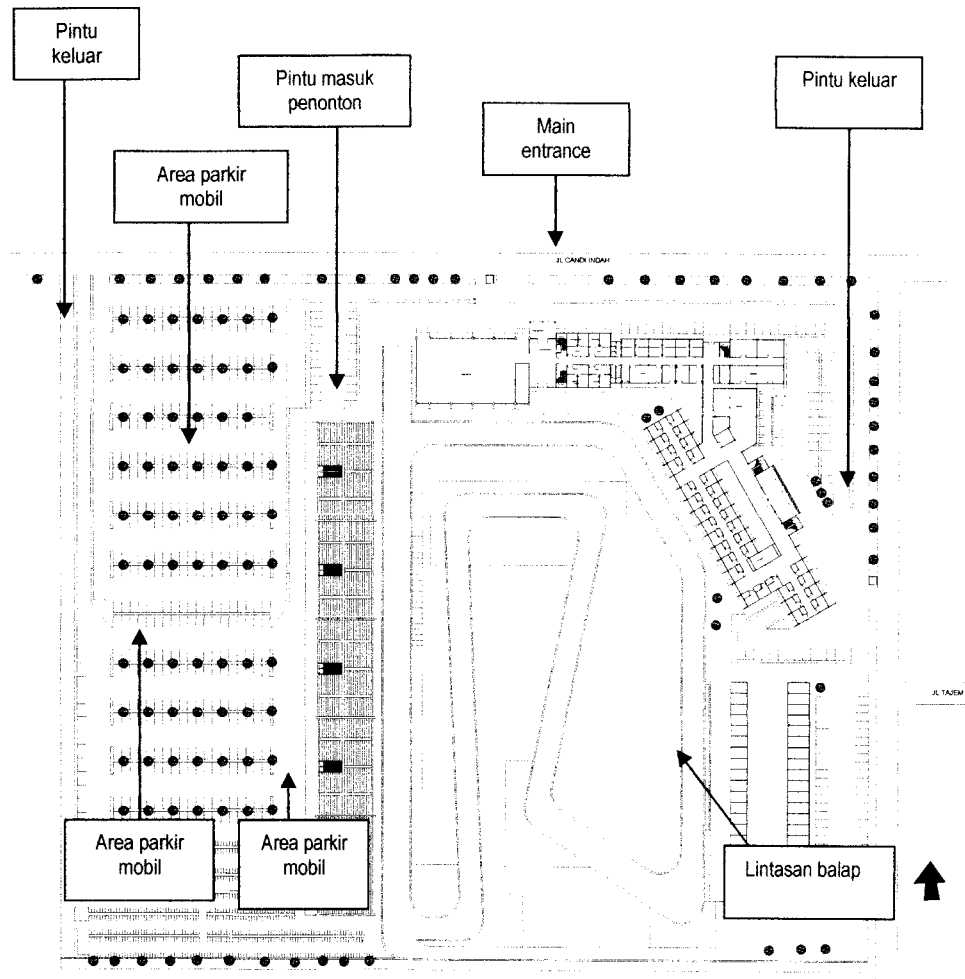 Pintu
keluar
Pintu masuk
penonton
Main
entrance
Pintu keluar
Area parkir
mobil
JL CANDI INDAH
JL TAJEM
Area parkir
mobil
Area parkir
mobil
Lintasan balap